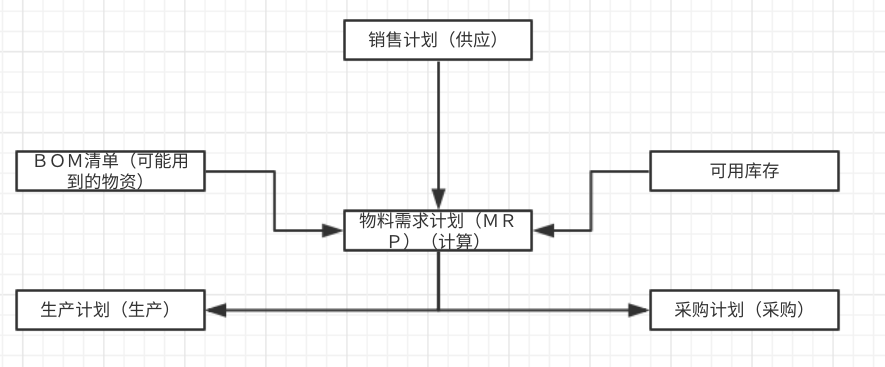 销售计划（供应）
BOM清单（可能用
到的物资）
可用库存
物料需求计划（MR
P）（计算）
生产计划（生产）
采购计划（采购）